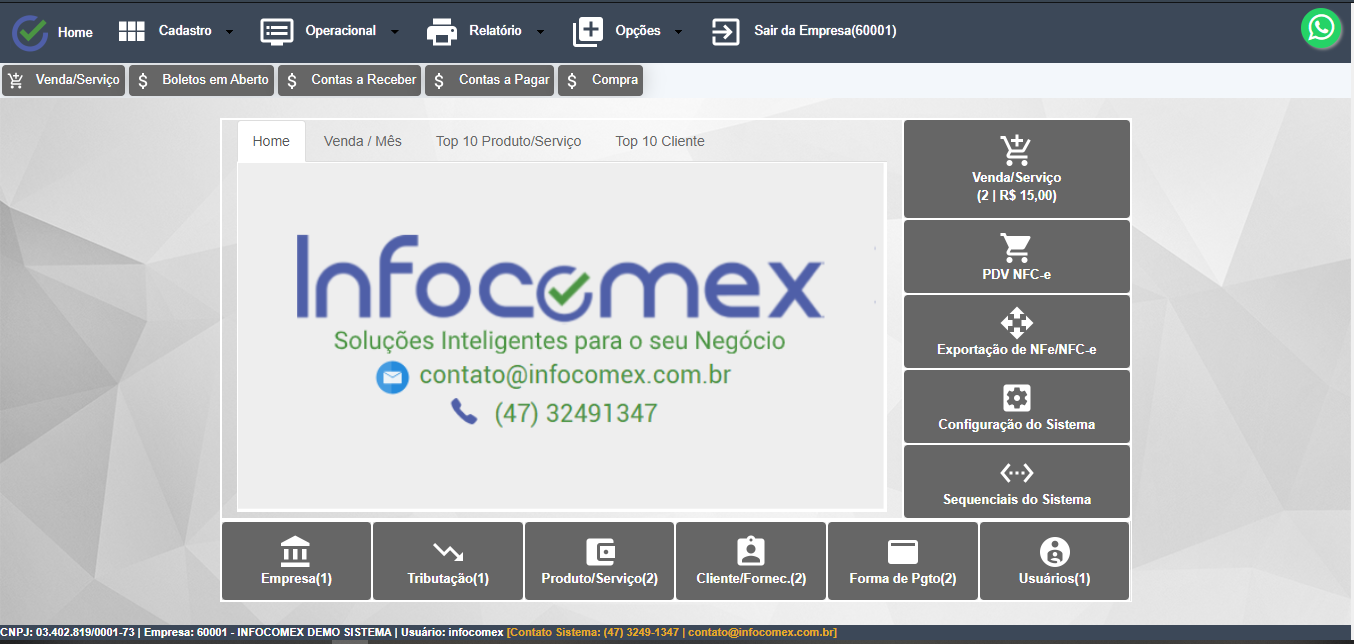 Home Cadastro Operacional Relatório Opções Sair da Empresa(60001)
Venda/Serviço $ Boletos em Aberto $ Contas a Receber $ Contas a Pagar $ Compra
Home Venda / Mês Top 10 Produto/Serviço Top 10 Cliente
Infocomex
Soluções Inteligentes para o seu Negócio
contato@infocomex.com.br
(47) 32491347
Venda/Serviço
(2 | R$ 15,00)
PDV NFC-e
Exportação de NFe/NFC-e
Configuração do Sistema
Sequenciais do Sistema
Empresa(1) Tributação(1) Produto/Serviço(2) Cliente/Fornec.(2) Forma de Pgto(2) Usuários(1)
CNPJ: 03.402.819/0001-73 | Empresa: 60001 - INFOCOMEX DEMO SISTEMA | Usuário: infocomex [Contato Sistema: (47) 3249-1347 | contato@infocomex.com.br]